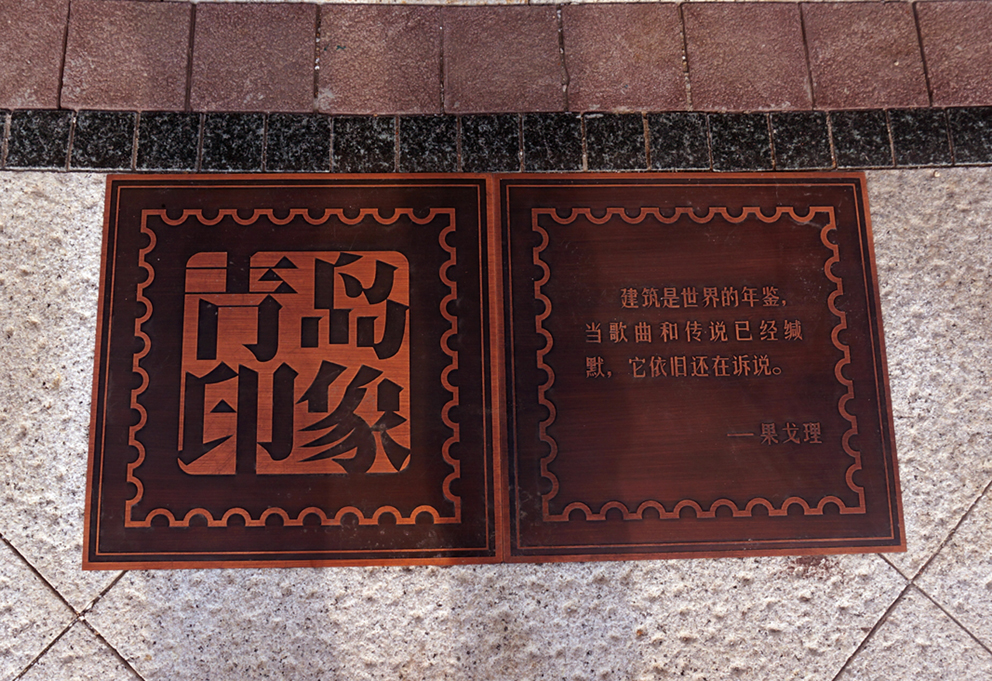 青岛
印象
建筑是世界的年鉴，
当歌曲和传说已经缄
默，它依旧还在诉说。
—果戈理